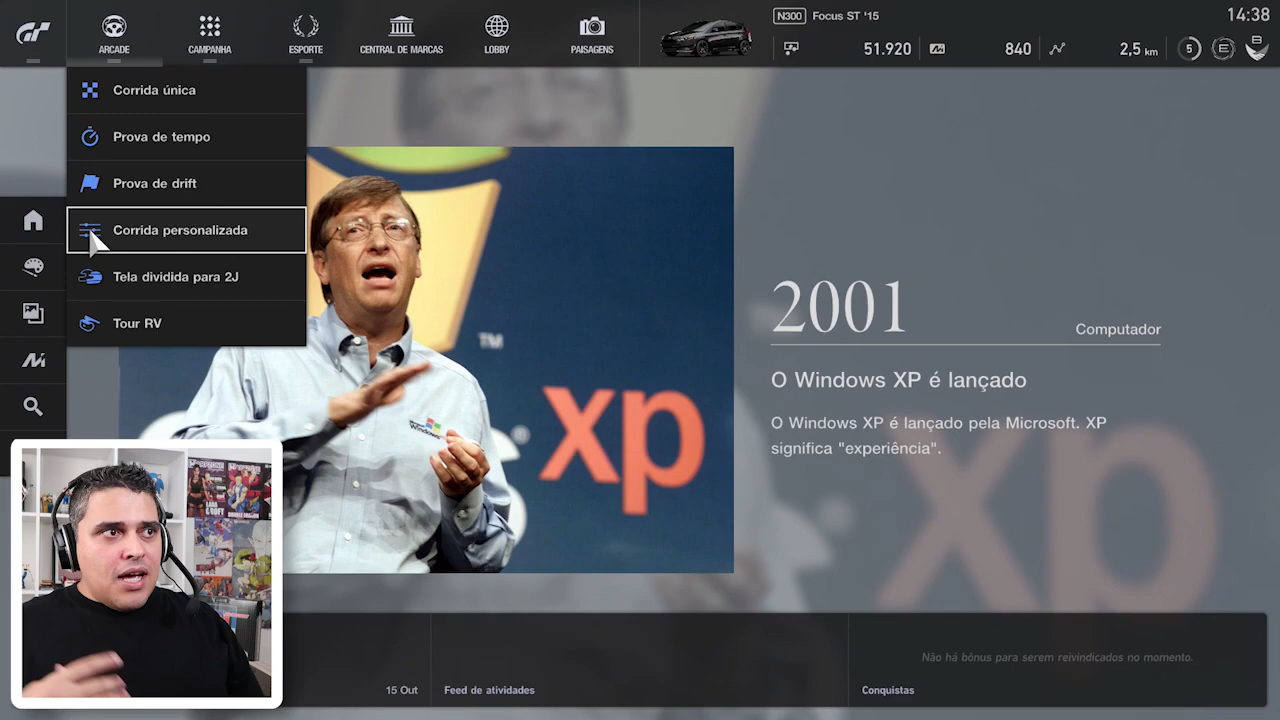 ARCADE
CAMPANHA
ESPORTE
CENTRAL DE MARCAS
LOBBY
PAISAGENS
N300 Focus ST '15
14:38
51.920
840
2,5 km
5
E
B
Corrida única
Prova de tempo
Prova de drift
Corrida personalizada
Tela dividida para 2J
Tour RV
TM
Windows
xp
®
2001
Computador
O Windows XP é lançado
O Windows XP é lançado pela Microsoft. XP
significa "experiência".
xp
15 Out
Feed de atividades
Não há bônus para serem reivindicados no momento.
Conquistas